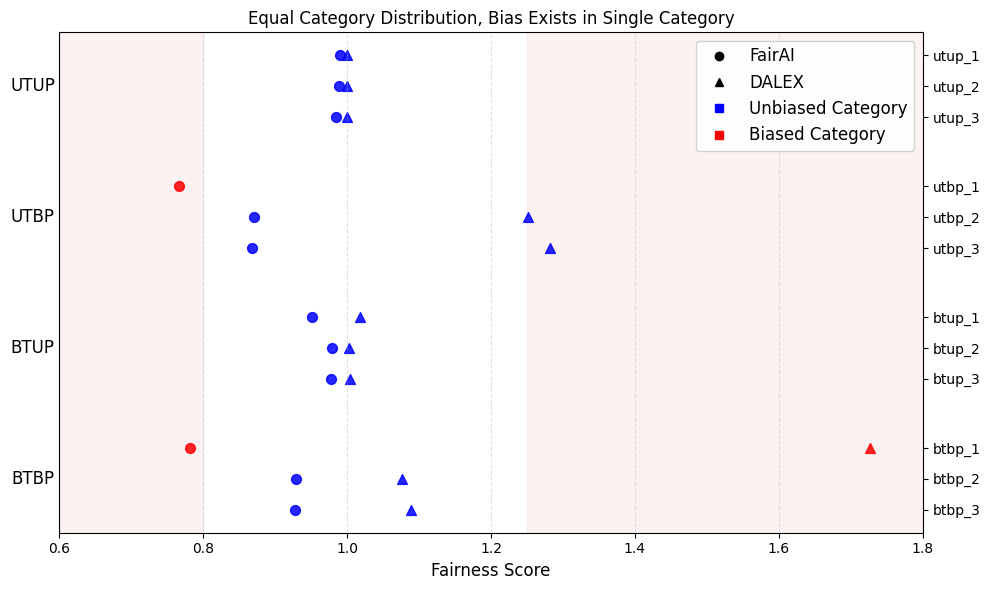 Equal Category Distribution, Bias Exists in Single Category
FairAI
DALEX
Unbiased Category
Biased Category
UTUP
UTBP
BTUP
BTBP
utup_1
utup_2
utup_3
utbp_1
utbp_2
utbp_3
btup_1
btup_2
btup_3
btbp_1
btbp_2
btbp_3
0.6 0.8 1.0 1.2 1.4 1.6 1.8
Fairness Score